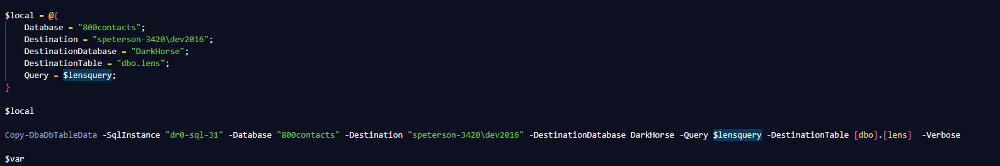 $local = @{
Database = "800contacts";
Destination = "speterson-3420\dev2016";
DestinationDatabase = "DarkHorse";
DestinationTable = "dbo.lens";
Query = $lensquery;
}
$local
Copy-DbaDbTableData -SqlInstance "dr0-sql-31" -Database "800contacts" -Destination "speterson-3420\dev2016" -DestinationDatabase DarkHorse -Query $lensquery -DestinationTable [dbo].[lens]  -Verbose
$var